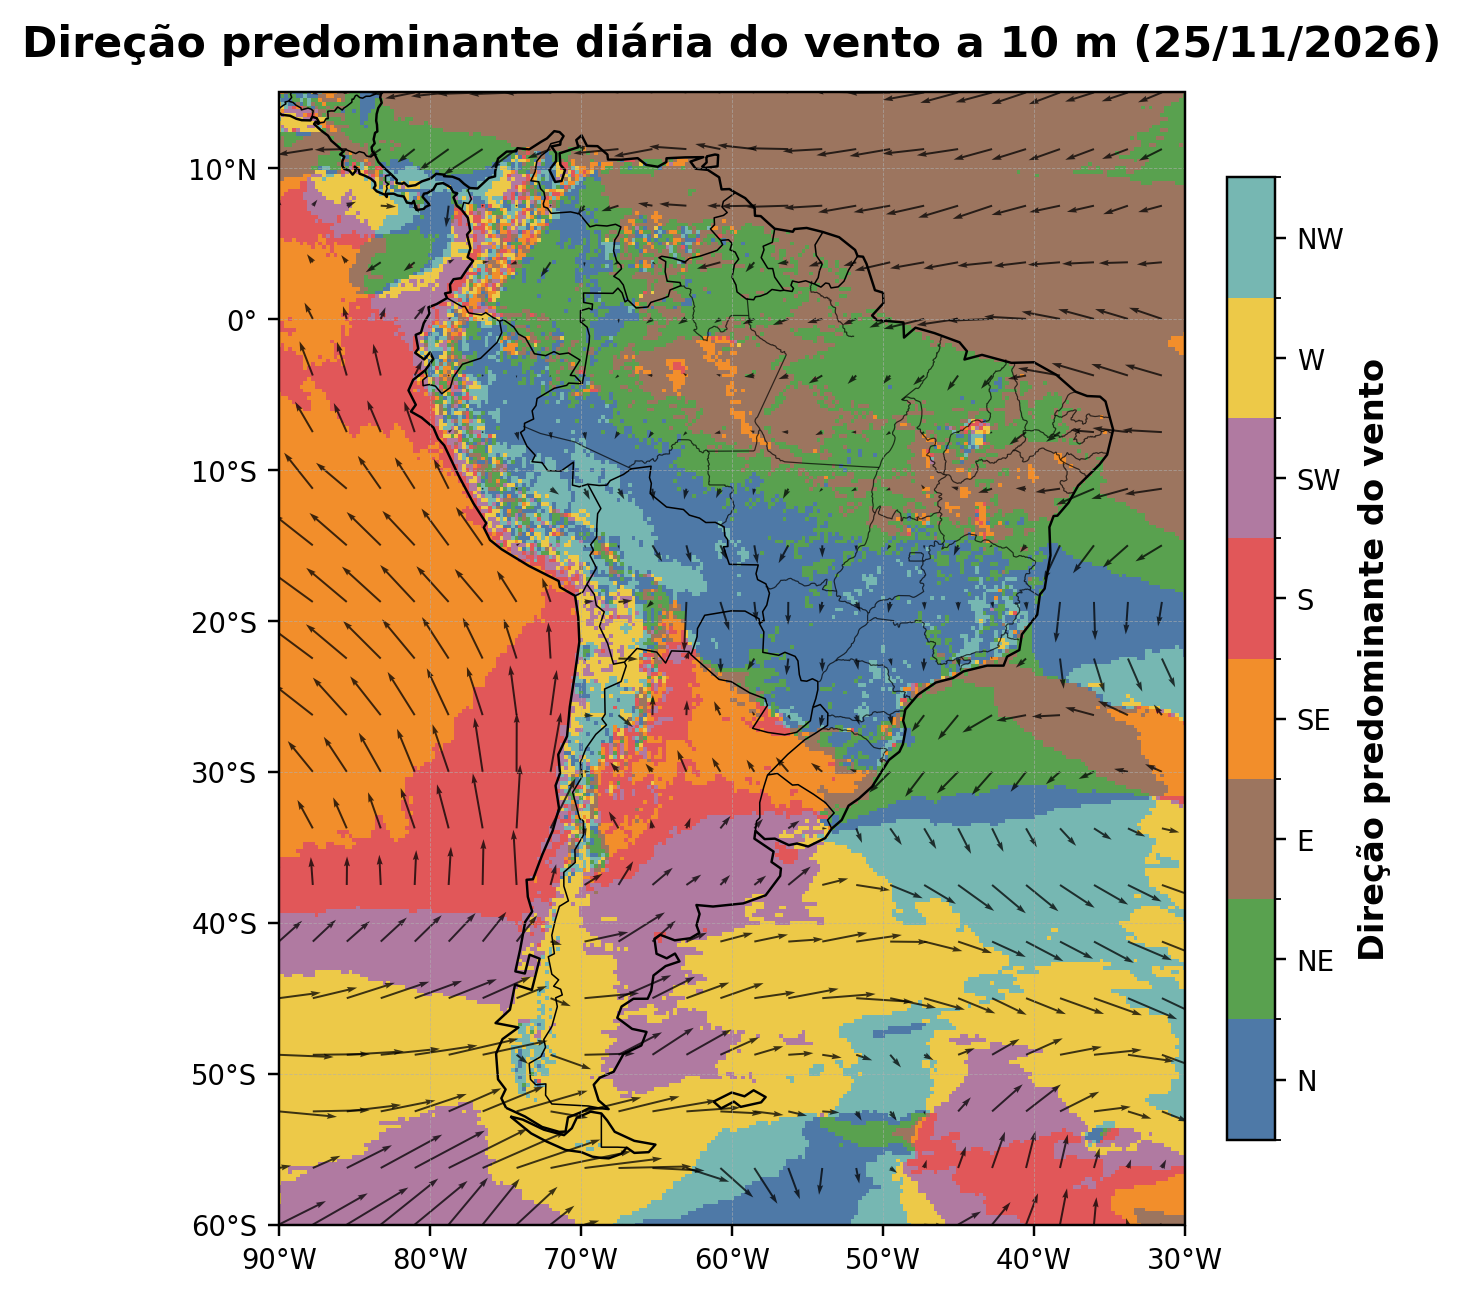 Direção predominante diária do vento a 10 m (25/11/2026)
10°N
0°
10°S
20°S
30°S
40°S
50°S
60°S
90°W 80°W 70°W 60°W 50°W 40°W 30°W
NW
W
SW
S
SE
E
NE
N
Direção predominante do vento